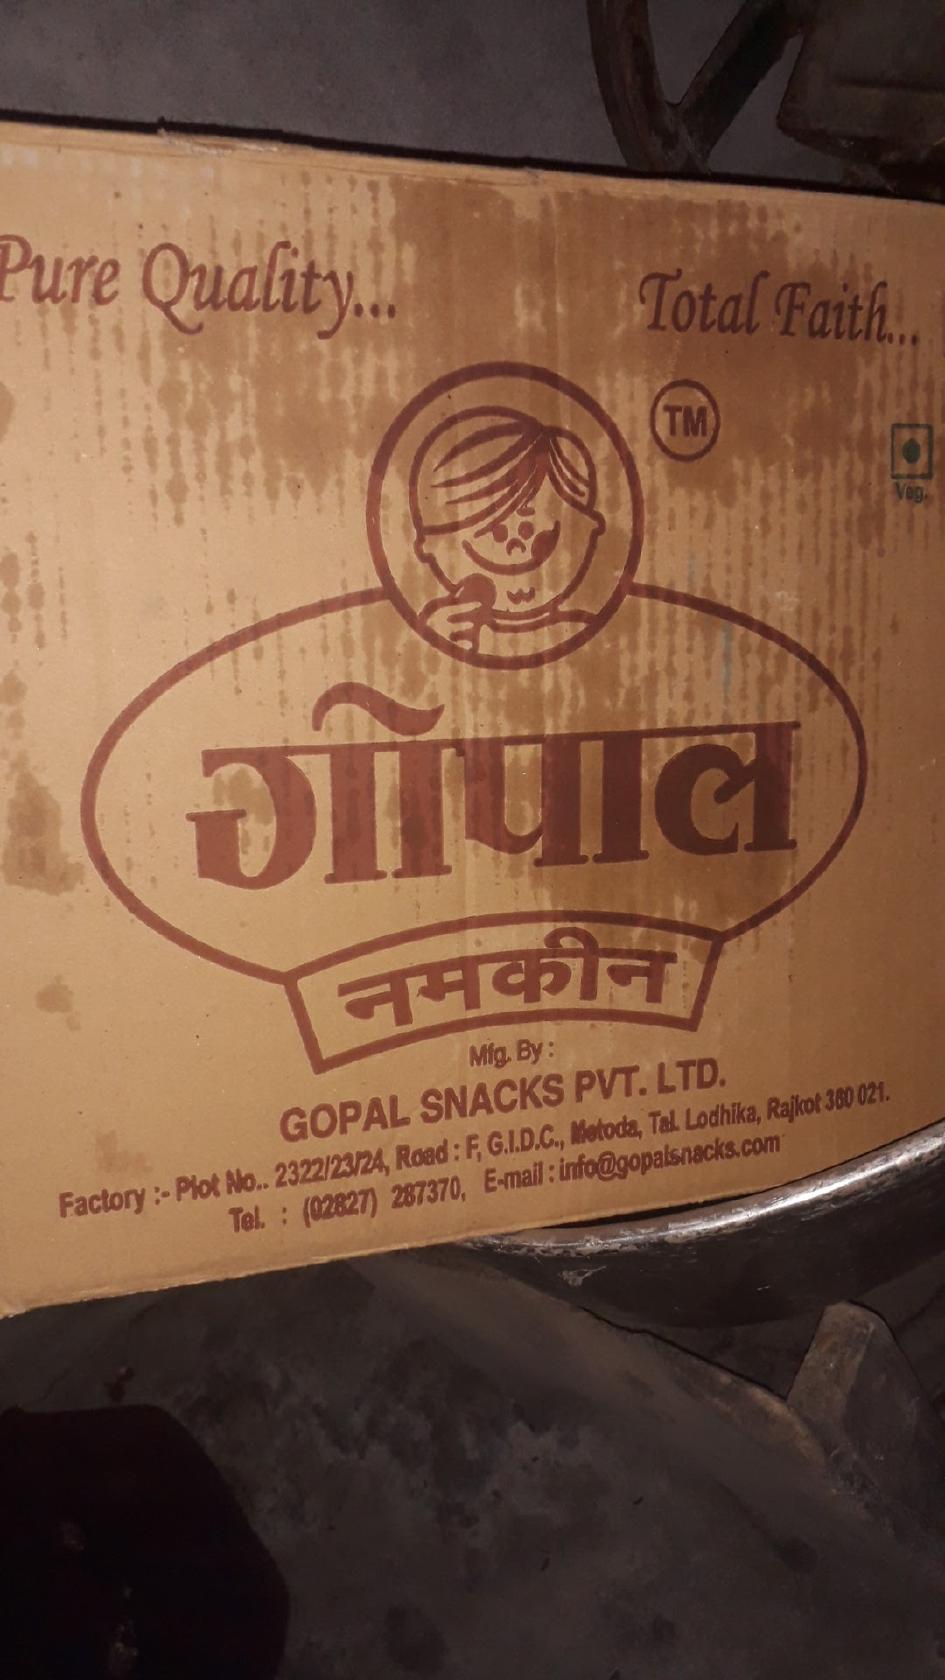 Pure Quality... Total Faith...
TM
Veg.
गोपाल
नमकीन
Mfg. By :
GOPAL SNACKS PVT. LTD.
Factory :- Plot No.. 2322/23/24, Road : F, G.I.D.C., Metoda, Tal. Lodhika, Rajkot 360 021.
Tel. : (02827) 287370, E-mail : info@gopalsnacks.com